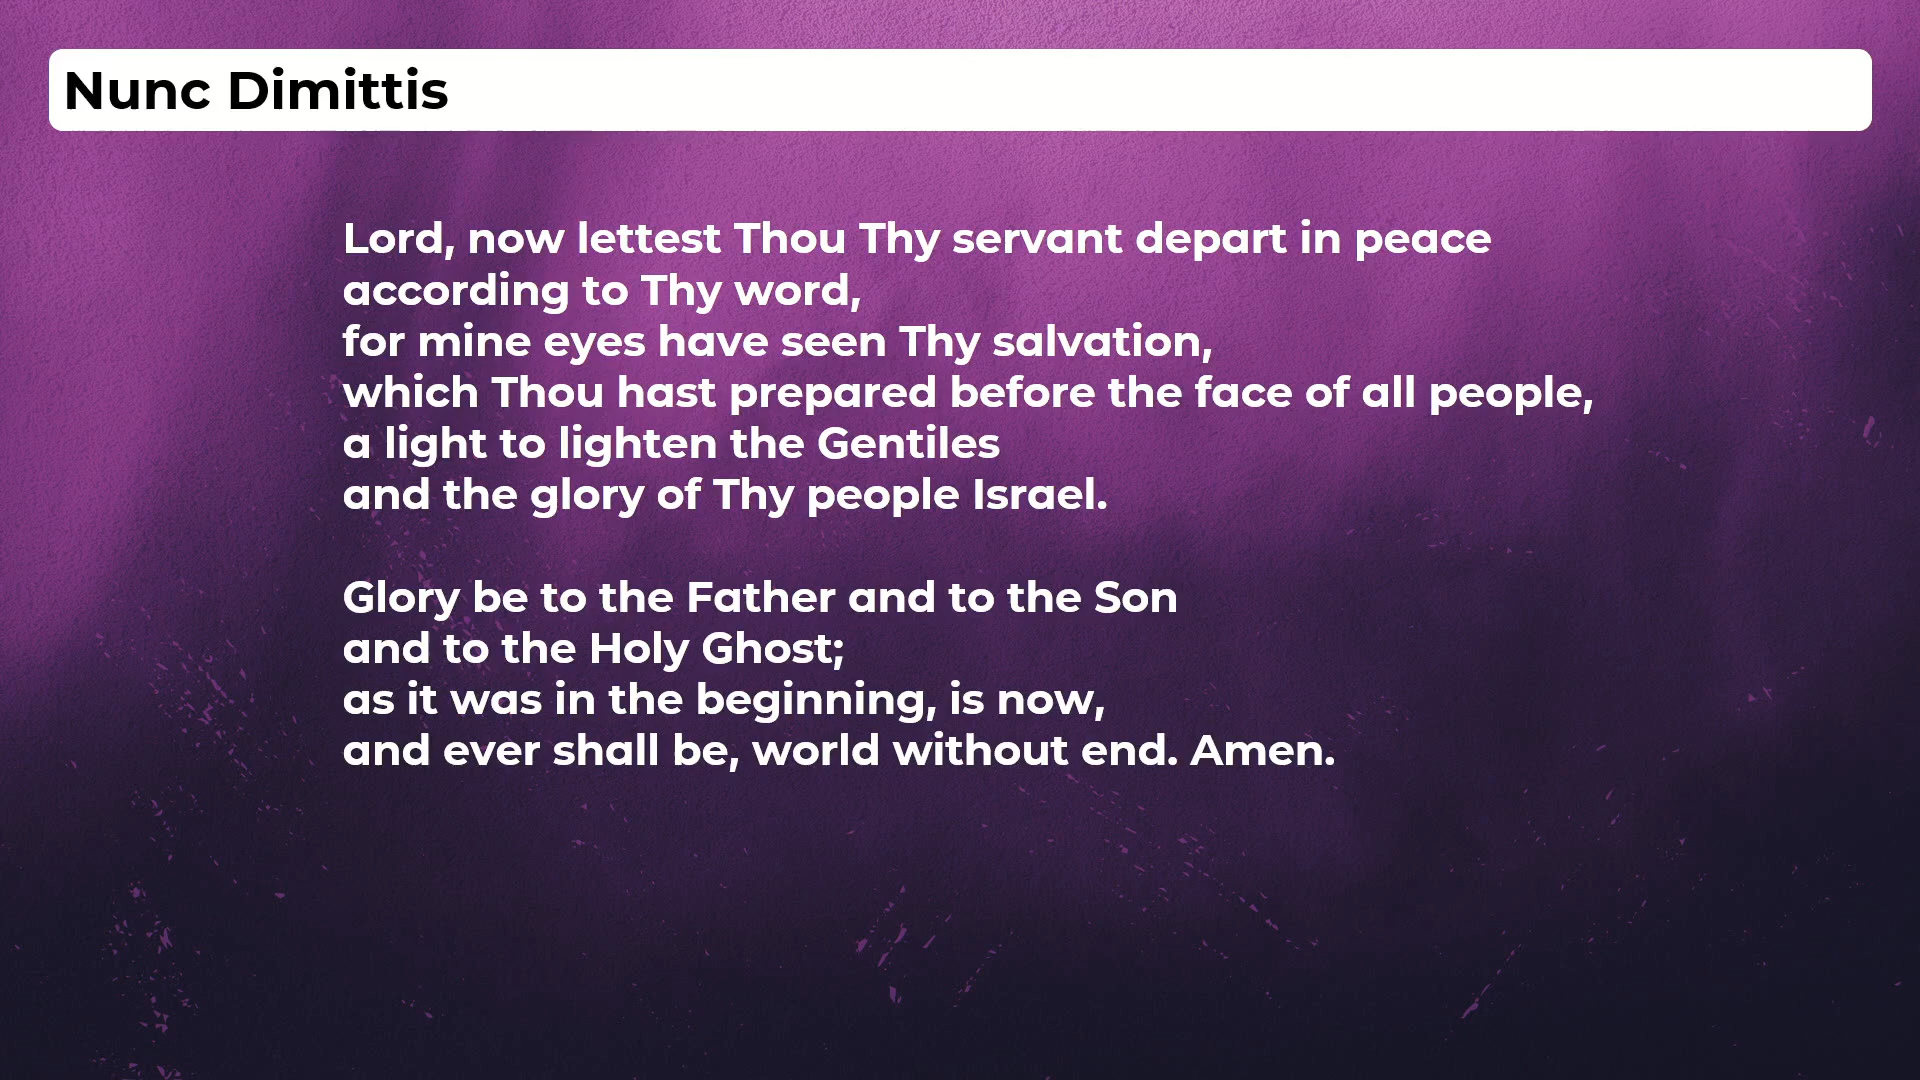 Nunc Dimittis
Lord, now lettest Thou Thy servant depart in peace
according to Thy word,
for mine eyes have seen Thy salvation,
which Thou hast prepared before the face of all people,
a light to lighten the Gentiles
and the glory of Thy people Israel.
Glory be to the Father and to the Son
and to the Holy Ghost;
as it was in the beginning, is now,
and ever shall be, world without end. Amen.